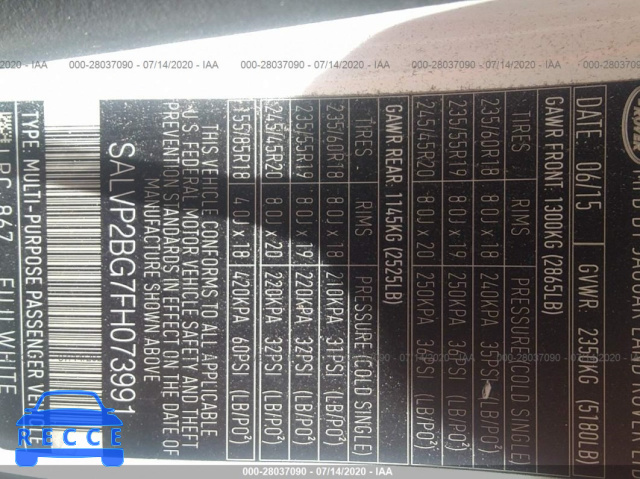 000-28037090 - 07/14/2020 - IAA
07/14/2020 - IAA
DATE: 06/15 GVWR: 2350KG (5180LB)
GAWR FRONT: 1300KG (2865LB)
TIRES RIMS PRESSURE(COLD SINGLE)
235/60R18 8.0J x 18 240KPA 35PSI (LB/PO²)
235/55R19 8.0J x 19 250KPA
245/45R20 8.0J x 20 250KPA
GAWR REAR: 1145KG (2525LB)
TIRES RIMS PRESSURE(COLD SINGLE)
235/60R18 8.0J x 18 210KPA 31PSI (LB/PO²)
235/55R19 8.0J x 19 220KPA 32PSI (LB/PO²)
245/45R20 8.0J x 20 220KPA 32PSI (LB/PO²)
155/85R18 4.0J x 18 420KPA 60PSI (LB/PO²)
THIS VEHICLE CONFORMS TO ALL APPLICABLE
U.S. FEDERAL MOTOR VEHICLE SAFETY AND THEFT
PREVENTION STANDARDS IN EFFECT ON THE DATE OF
MANUFACTURE SHOWN ABOVE
SALVP2BG7FH073991
TYPE: MULTI-PURPOSE PASSENGER VEHICLE
LRC 867 FUJI WHITE
RECCE